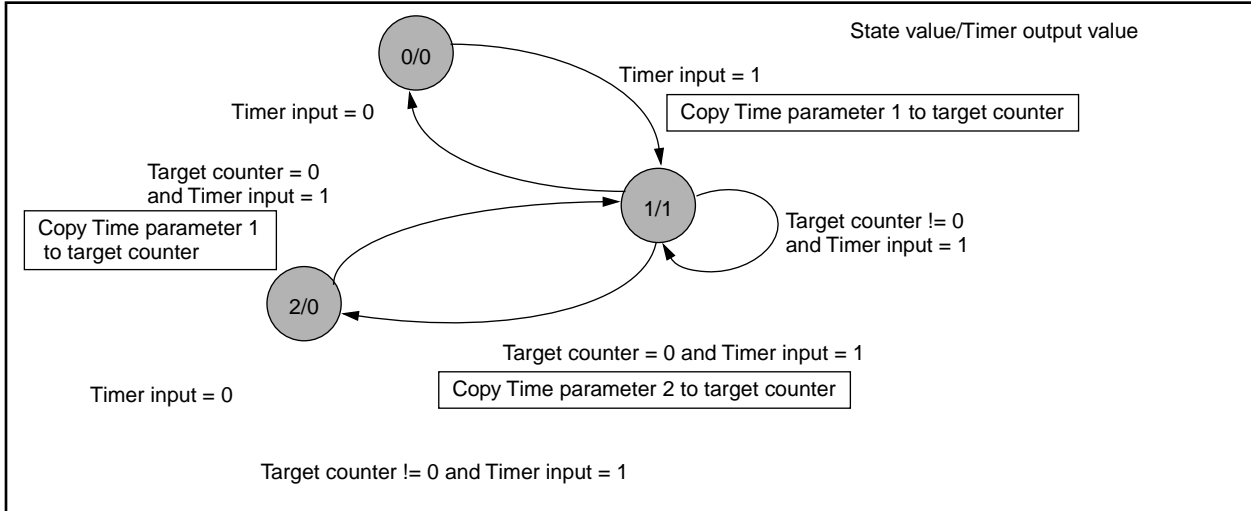 State value/Timer output value
0/0
Timer input = 1
Copy Time parameter 1 to target counter
Timer input = 0
Target counter = 0
and Timer input = 1
Copy Time parameter 1
to target counter
1/1
Target counter != 0
and Timer input = 1
2/0
Target counter = 0 and Timer input = 1
Copy Time parameter 2 to target counter
Timer input = 0
Target counter != 0 and Timer input = 1